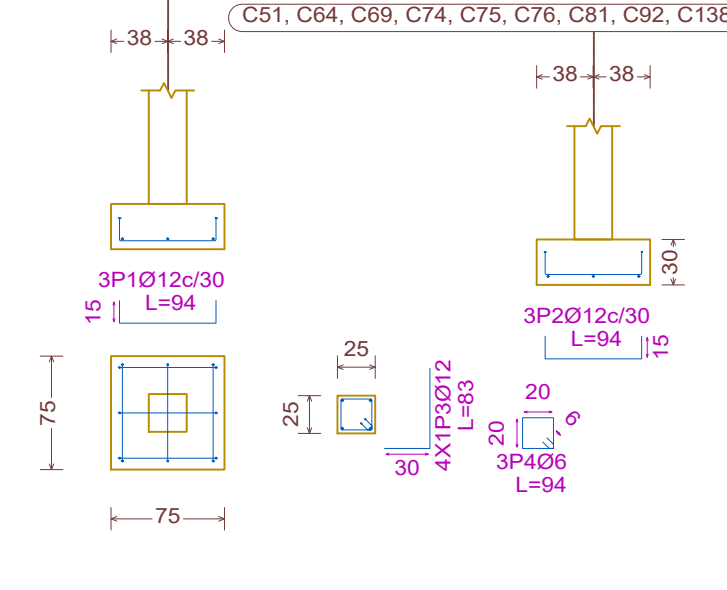 C51, C64, C69, C74, C75, C76, C81, C92, C138
38 38
38 38
30
3P1Ø12c/30
L=94
15
3P2Ø12c/30
L=94
15
75
75
25
25
30
4X1P3Ø12
L=83
20
20
6
3P4Ø6
L=94